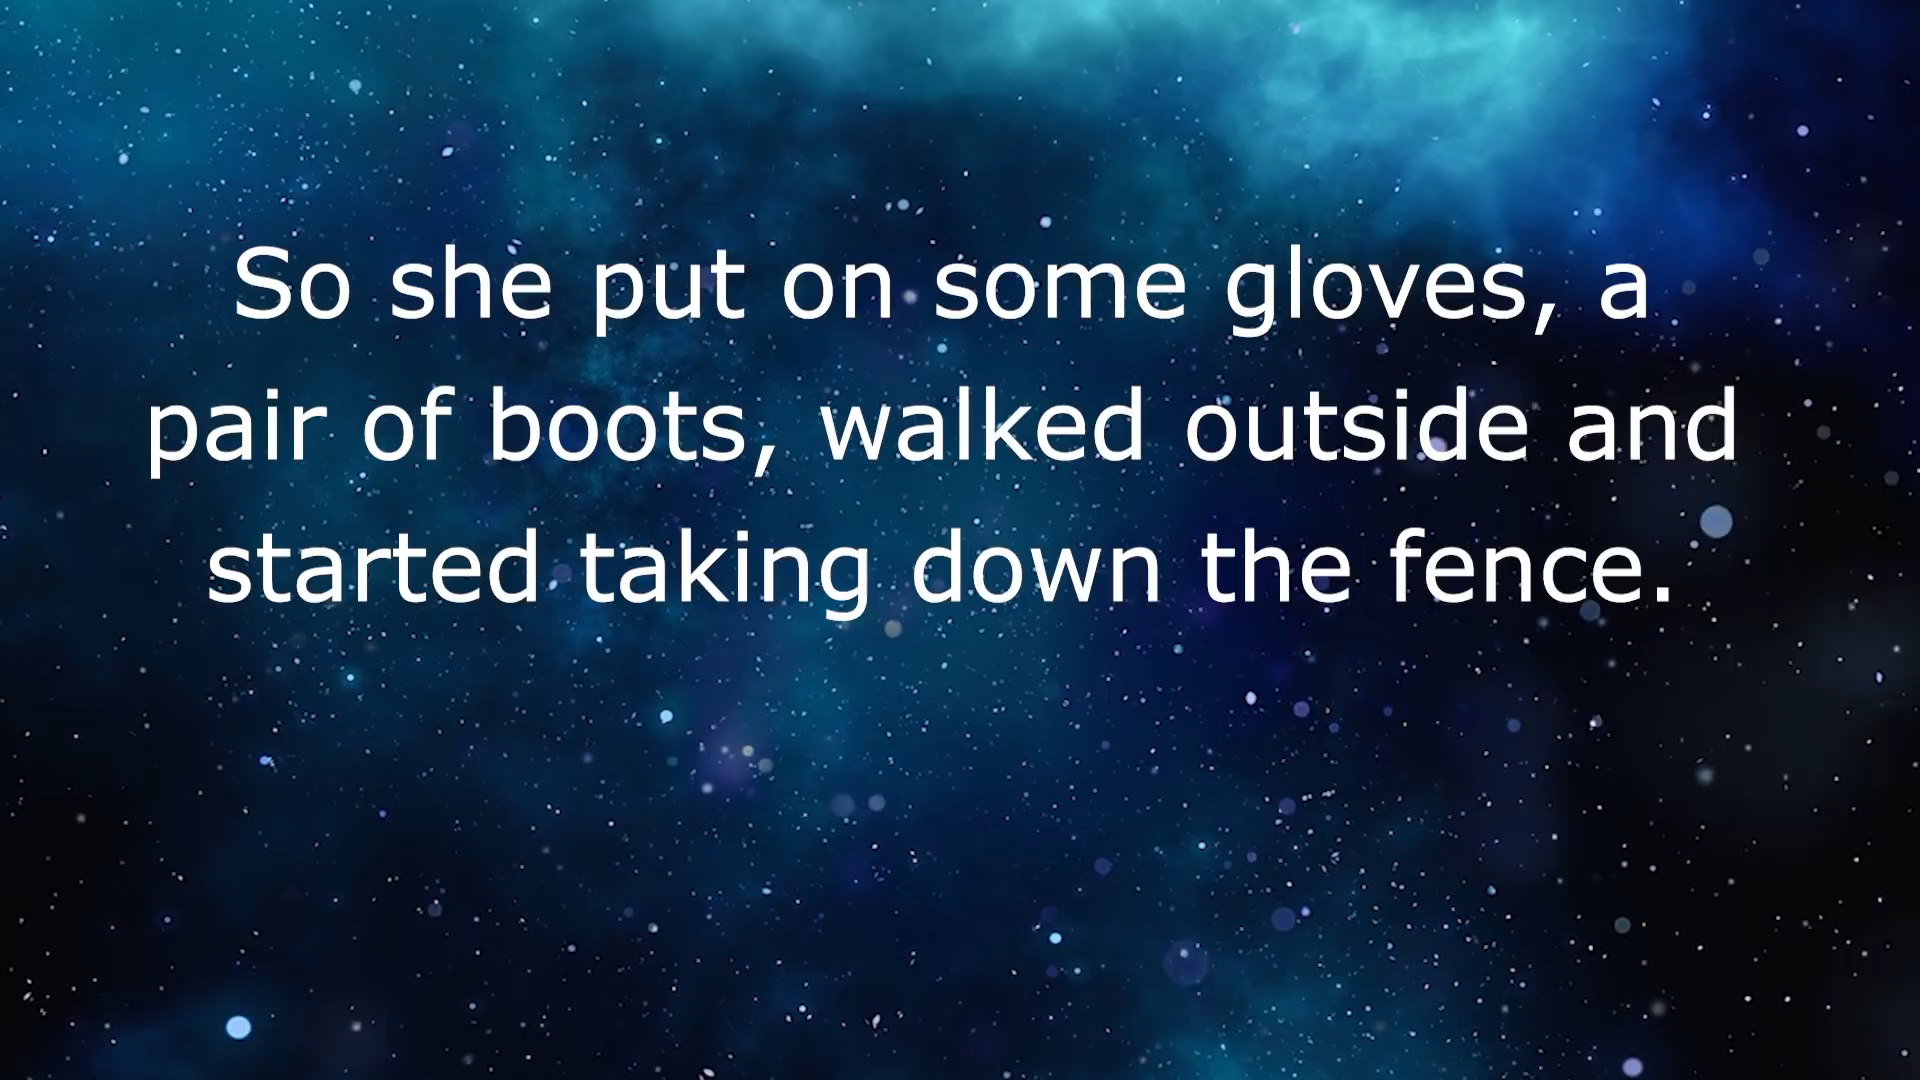 So she put on some gloves, a
pair of boots, walked outside and
started taking down the fence.